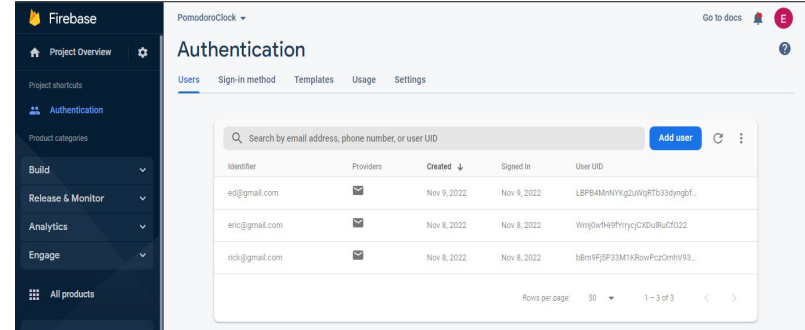 Firebase
PomodoroClock
Go to docs
E
Project Overview
Authentication
?
Users Sign-in method Templates Usage Settings
Project shortcuts
Authentication
Product categories
Search by email address, phone number, or user UID
Add user
Identifier Providers Created ↓ Signed In User UID
Build
ed@gmail.com Nov 9, 2022 Nov 9, 2022 LBPB4MnNYKg2uWqRTb33dyngbf...
Release & Monitor
Analytics
eric@gmail.com Nov 8, 2022 Nov 8, 2022
Engage
rick@gmail.com Nov 8, 2022 Nov 8, 2022 bBm9Fj5P33M1KRowPczOmhV93...
All products
Rows per page: 50 1 – 3 of 3